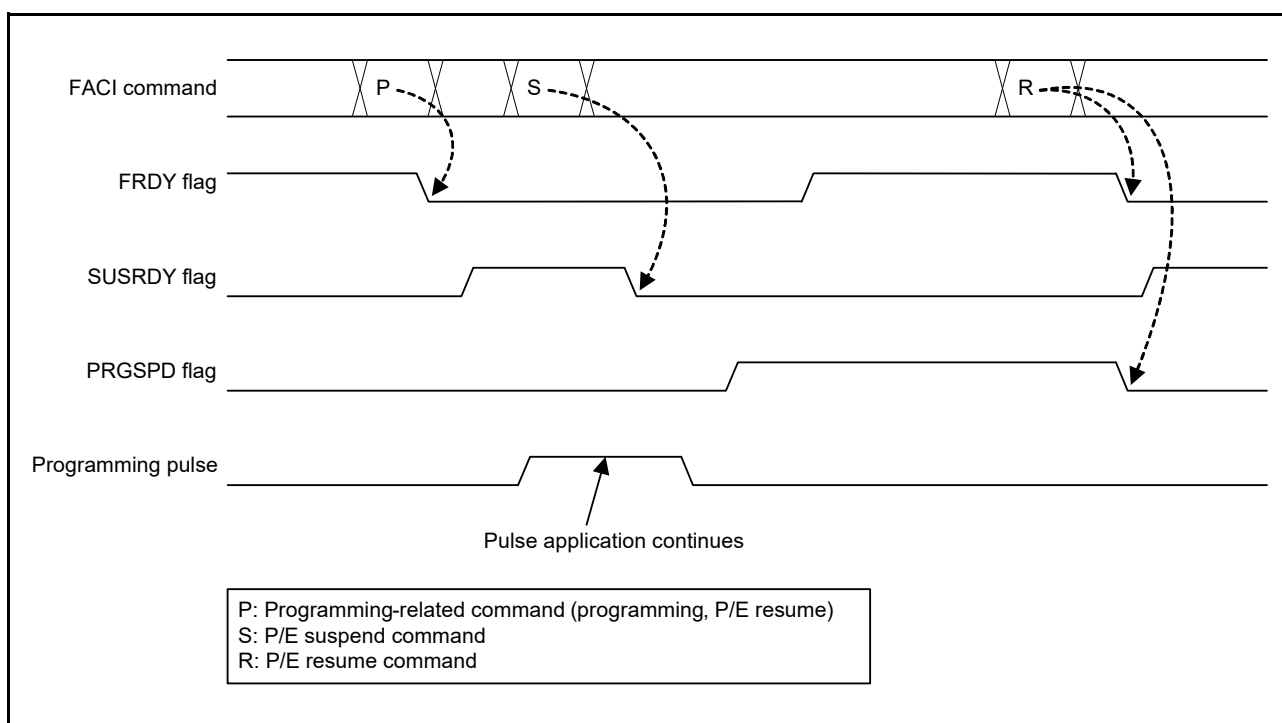 FACI command
P
S
R
FRDY flag
SUSRDY flag
PRGSPD flag
Programming pulse
Pulse application continues
P: Programming-related command (programming, P/E resume)
S: P/E suspend command
R: P/E resume command